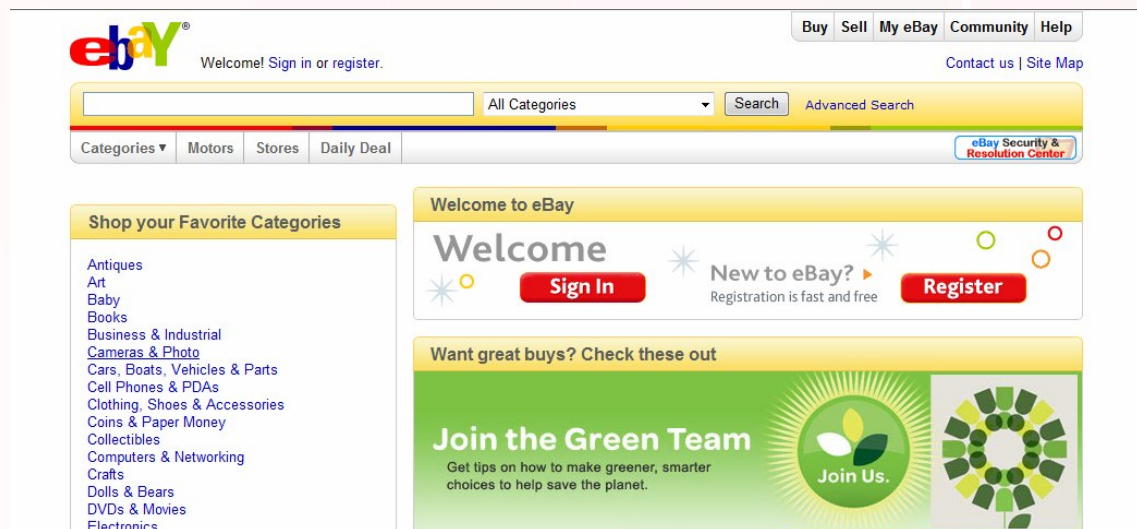 Buy Sell My eBay Community Help
ebaY®
Welcome! Sign in or register.
Contact us | Site Map
All Categories Search Advanced Search
Categories Motors Stores Daily Deal
eBay Security &
Resolution Center
Shop your Favorite Categories
Antiques
Art
Baby
Books
Business & Industrial
Cameras & Photo
Cars, Boats, Vehicles & Parts
Cell Phones & PDAs
Clothing, Shoes & Accessories
Coins & Paper Money
Collectibles
Computers & Networking
Crafts
Dolls & Bears
DVDs & Movies
Electronics
Welcome to eBay
Welcome
Sign In
New to eBay?
Registration is fast and free
Register
Want great buys? Check these out
Join the Green Team
Get tips on how to make greener, smarter
choices to help save the planet.
Join Us.